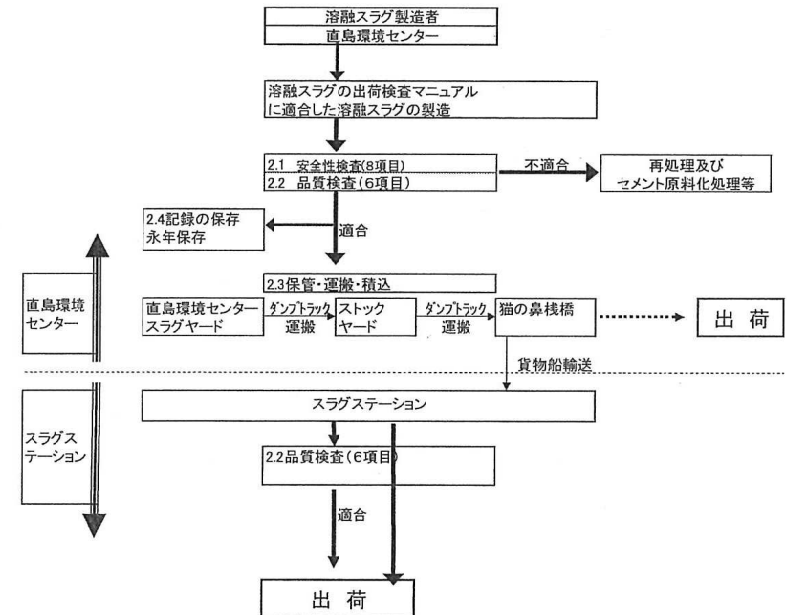 溶融スラグ製造者
直島環境センター
溶融スラグの出荷検査マニュアル
に適合した溶融スラグの製造
2.1 安全性検査(8項目)
2.2 品質検査(6項目)
不適合
再処理及び
セメント原料化処理等
2.4記録の保存
永年保存
適合
2.3保管・運搬・積込
直島環境
センター
直島環境センター
スラグヤード
ダンプトラック
運搬
ストック
ヤード
ダンプトラック
運搬
猫の鼻桟橋
出 荷
貨物船輸送
スラグステーション
スラグス
テーション
2.2品質検査(6項目)
適合
出 荷